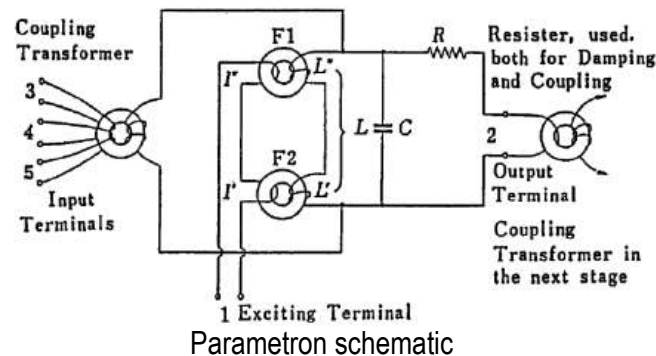 Coupling
Transformer
3
4
5
Input
Terminals
F1
I"
L"
F2
I'
L'
L
C
R
Resister, used.
both for Damping
and Coupling
2
Output
Terminal
Coupling
Transformer in
the next stage
1 Exciting Terminal
Parametron schematic